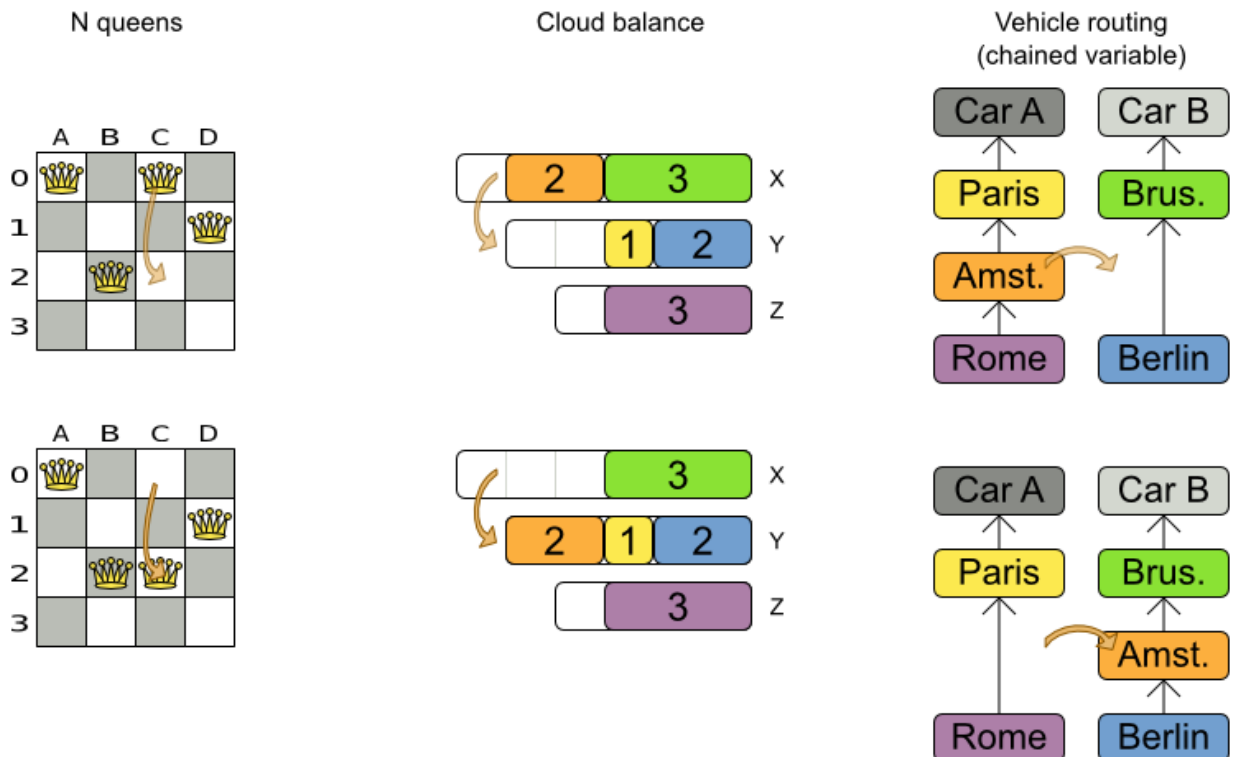 N queens
Cloud balance
Vehicle routing
(chained variable)
A B C D
0
1
2
3
2 3 X
1 2 Y
3 Z
Car A Car B
Paris Brus.
Amst.
Rome Berlin
A B C D
0
1
2
3
3 X
2 1 2 Y
3 Z
Car A Car B
Paris Brus.
Amst.
Rome Berlin